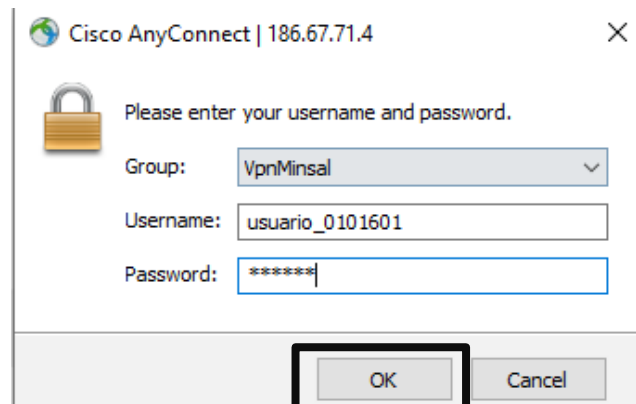 Cisco AnyConnect | 186.67.71.4
Please enter your username and password.
Group: VpnMinsal
Username: usuario_0101601
Password: ******
OK Cancel